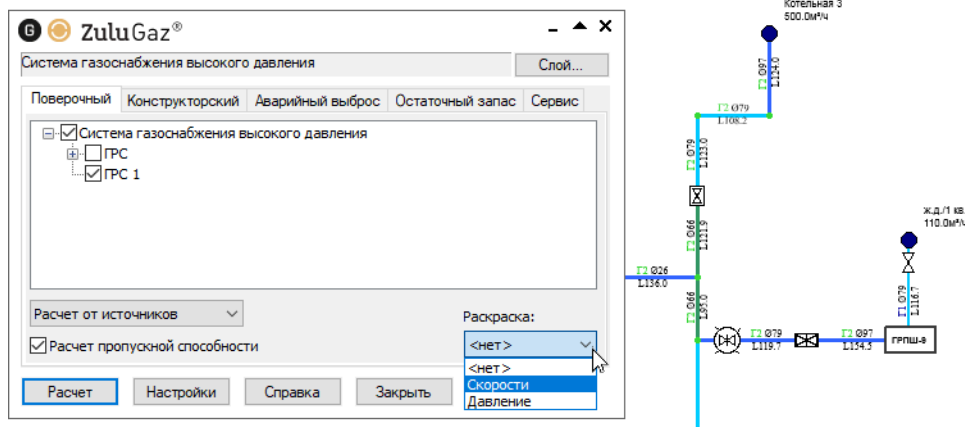 ZuluGaz®
Система газоснабжения высокого давления
Слой...
Поверочный
Конструкторский
Аварийный выброс
Остаточный запас
Сервис
Система газоснабжения высокого давления
ГРС
ГРС 1
Расчет от источников
Раскраска:
Расчет пропускной способности
<нет>
<нет>
Скорости
Давление
Расчет
Настройки
Справка
Закрыть
Котельная 3
500.0м³/ч
Г2 Ø97
L124.0
Г2 Ø79
L108.2
Г2 Ø79
L123.0
Г2 Ø66
L121.9
Г2 Ø26
L136.0
Г2 Ø66
L95.0
Г2 Ø79
L119.7
Г2 Ø97
L154.5
ГРПШ-9
Г1 Ø79
L116.7
ж.д./1 кв.
110.0м³/ч